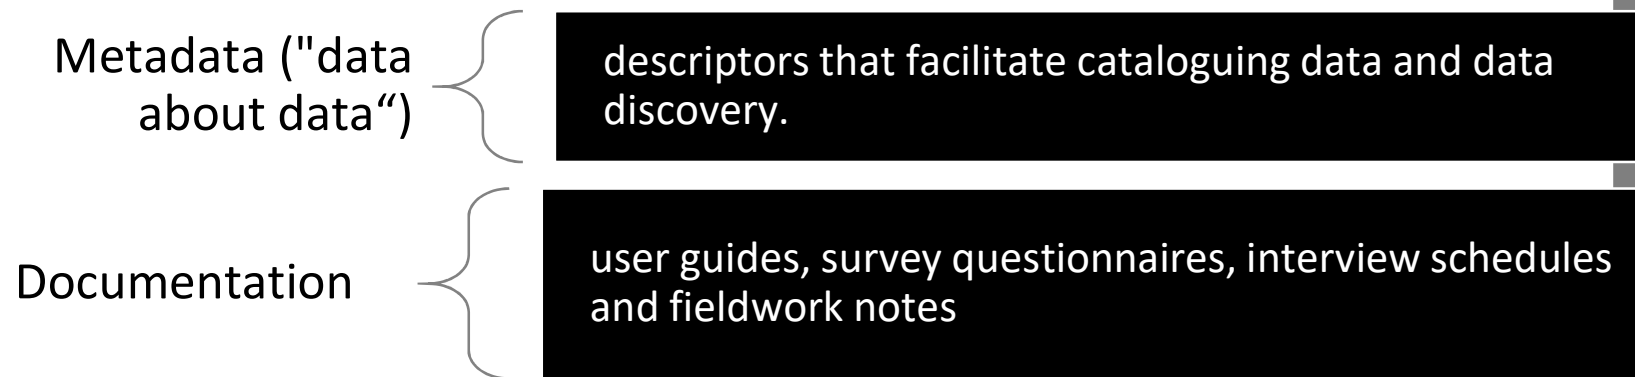 Metadata ("data
about data“)
descriptors that facilitate cataloguing data and data
discovery.
Documentation
user guides, survey questionnaires, interview schedules
and fieldwork notes